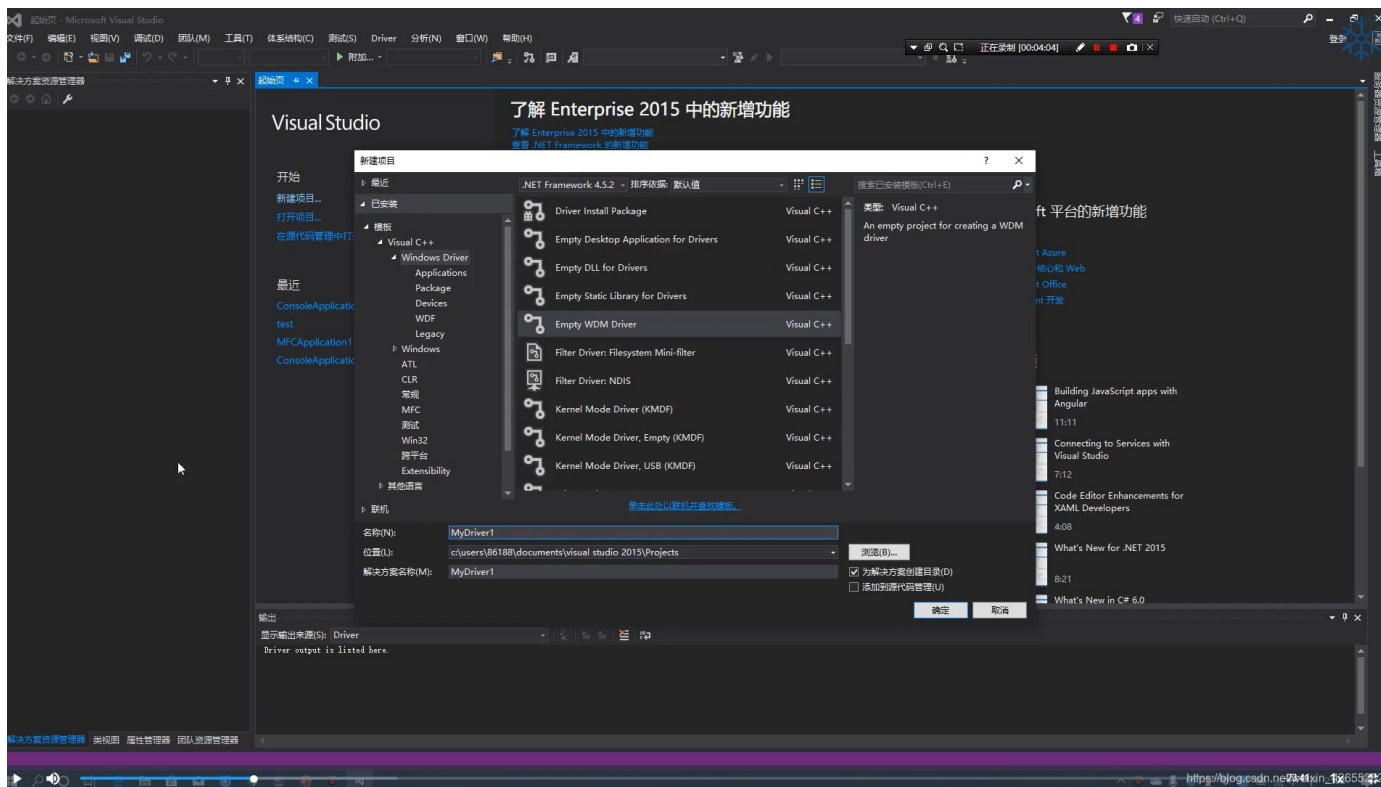 起始页 - Microsoft Visual Studio
4
快速启动 (Ctrl+Q)
文件(F) 编辑(E) 视图(V) 调试(D) 团队(M) 工具(T) 体系结构(C) 测试(S) Driver 分析(N) 窗口(W) 帮助(H)
正在录制 [00:04:04]
附加...
解决方案资源管理器
起始页
Visual Studio
了解 Enterprise 2015 中的新增功能
了解 Enterprise 2015 中的新增功能
查看 .NET Framework 的新增功能
开始
新建项目...
打开项目...
在源代码管理中打
最近
ConsoleApplicatic
test
MFCApplication1
ConsoleApplicatic
新建项目
? ×
最近
.NET Framework 4.5.2
排序依据: 默认值
搜索已安装模板(Ctrl+E)
已安装
模板
Visual C++
Windows Driver
Applications
Package
Devices
WDF
Legacy
Windows
ATL
CLR
常规
MFC
测试
Win32
跨平台
Extensibility
其他语言
联机
Driver Install Package Visual C++
Empty Desktop Application for Drivers Visual C++
Empty DLL for Drivers Visual C++
Empty Static Library for Drivers Visual C++
Empty WDM Driver Visual C++
Filter Driver: Filesystem Mini-filter Visual C++
Filter Driver: NDIS Visual C++
Kernel Mode Driver (KMDF) Visual C++
Kernel Mode Driver, Empty (KMDF) Visual C++
Kernel Mode Driver, USB (KMDF) Visual C++
单击此处以联机并查找模板。
类型: Visual C++
An empty project for creating a WDM
driver
名称(N): MyDriver1
位置(L): c:\users\86188\documents\visual studio 2015\Projects
浏览(B)...
解决方案名称(M): MyDriver1
为解决方案创建目录(D)
添加到源代码管理(U)
确定
取消
ft 平台的新增功能
t Azure
核心和 Web
t Office
nt 开发
Building JavaScript apps with
Angular
11:11
Connecting to Services with
Visual Studio
7:12
Code Editor Enhancements for
XAML Developers
4:08
What's New for .NET 2015
8:21
What's New in C# 6.0
输出
显示输出来源(S): Driver
Driver output is listed here.
解决方案资源管理器 类视图 属性管理器 团队资源管理器